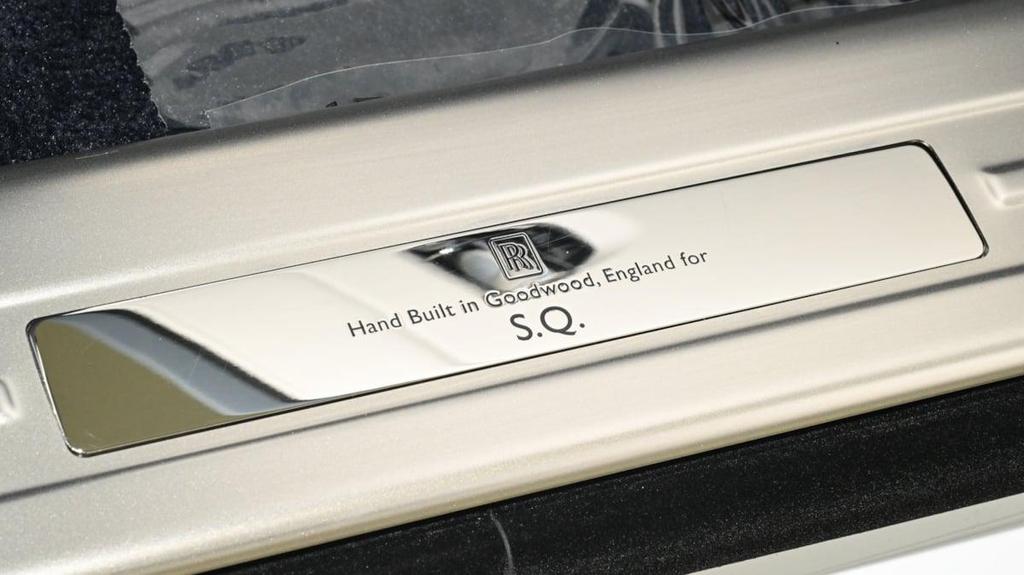 RR
Hand Built in Goodwood, England for
S.Q.